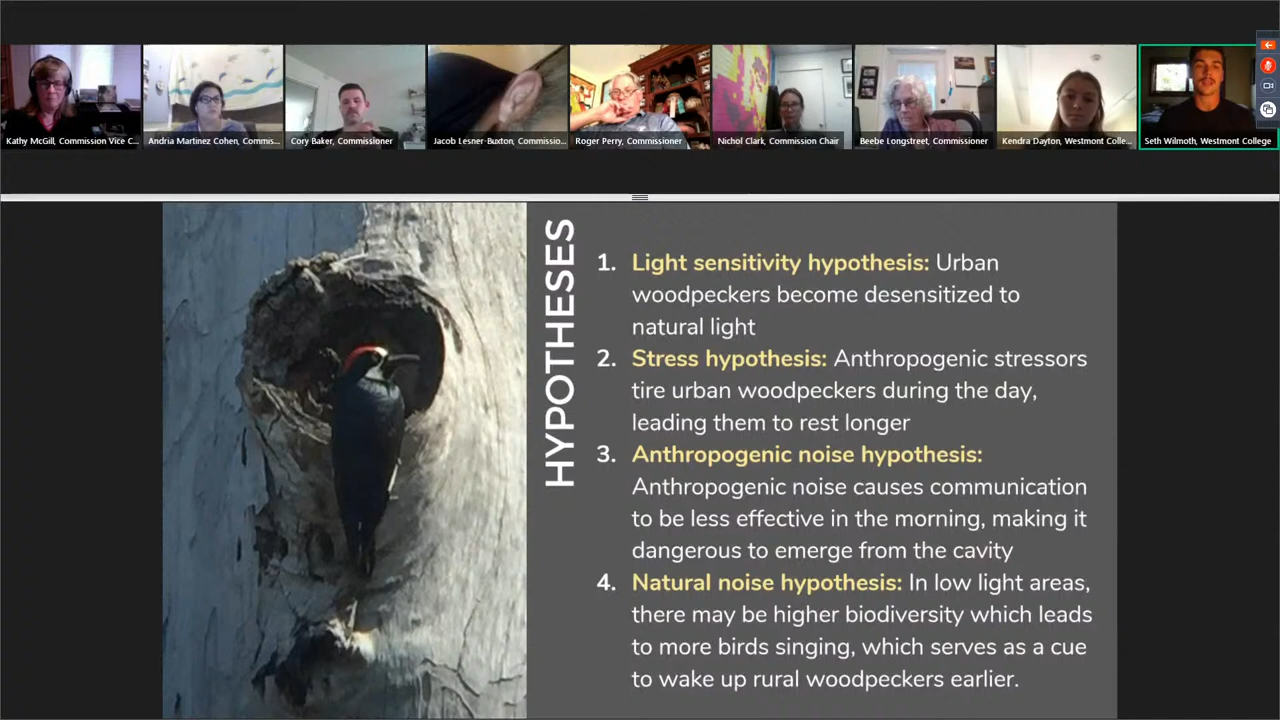 Kathy McGill, Commission Vice C...
Andria Martinez Cohen, Commis...
Cory Baker, Commissioner
Jacob Lesner-Buxton, Commissio...
Roger Perry, Commissioner
Nichol Clark, Commission Chair
Beebe Longstreet, Commissioner
Kendra Dayton, Westmont Colle...
Seth Wilmoth, Westmont College
HYPOTHESES
1. Light sensitivity hypothesis: Urban
woodpeckers become desensitized to
natural light
2. Stress hypothesis: Anthropogenic stressors
tire urban woodpeckers during the day,
leading them to rest longer
3. Anthropogenic noise hypothesis:
Anthropogenic noise causes communication
to be less effective in the morning, making it
dangerous to emerge from the cavity
4. Natural noise hypothesis: In low light areas,
there may be higher biodiversity which leads
to more birds singing, which serves as a cue
to wake up rural woodpeckers earlier.